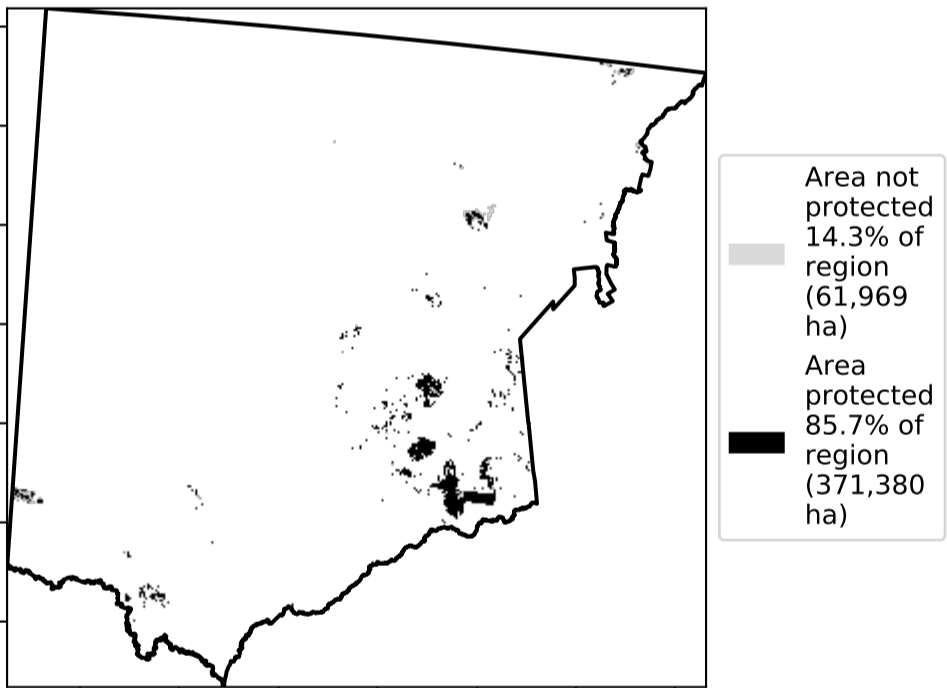 Area not
protected
14.3% of
region
(61,969
ha)
Area
protected
85.7% of
region
(371,380
ha)